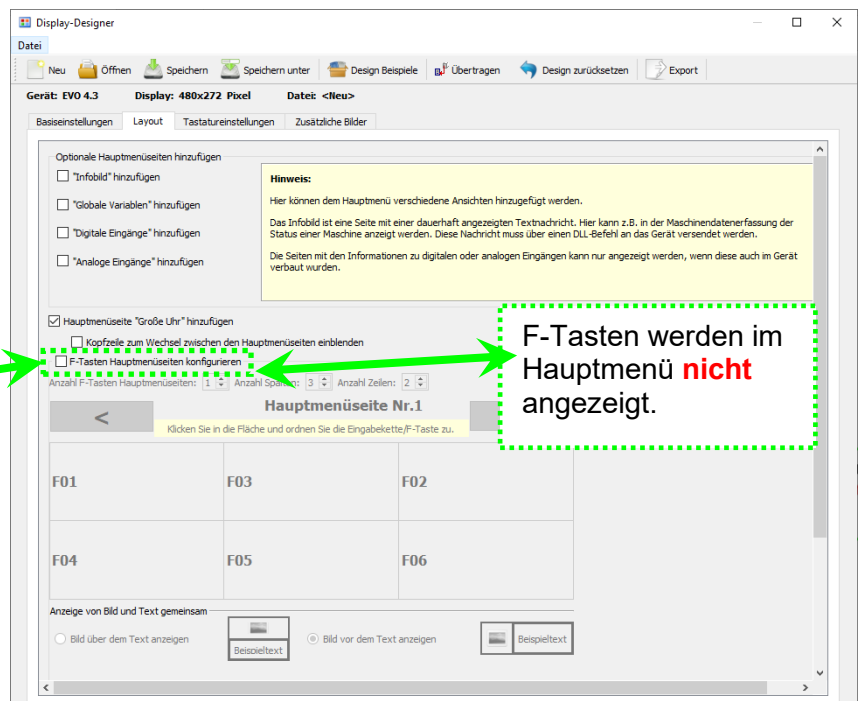 Display-Designer
Datei
Neu Öffnen Speichern Speichern unter Design Beispiele Übertragen Design zurücksetzen Export
Gerät: EVO 4.3 Display: 480x272 Pixel Datei: <Neu>
Basiseinstellungen Layout Tastatureinstellungen Zusätzliche Bilder
Optionale Hauptmenüseiten hinzufügen
"Infobild" hinzufügen
"Globale Variablen" hinzufügen
"Digitale Eingänge" hinzufügen
"Analoge Eingänge" hinzufügen
Hinweis:
Hier können dem Hauptmenü verschiedene Ansichten hinzugefügt werden.
Das Infobild ist eine Seite mit einer dauerhaft angezeigten Textnachricht. Hier kann z.B. in der Maschinendatenerfassung der
Status einer Maschine anzeigt werden. Diese Nachricht muss über einen DLL-Befehl an das Gerät versendet werden.
Die Seiten mit den Informationen zu digitalen oder analogen Eingängen kann nur angezeigt werden, wenn diese auch im Gerät
verbaut wurden.
Hauptmenüseite "Große Uhr" hinzufügen
Kopfzeile zum Wechsel zwischen den Hauptmenüseiten einblenden
F-Tasten Hauptmenüseiten konfigurieren
Anzahl F-Tasten Hauptmenüseiten: 1 Anzahl Spalten: 3 Anzahl Zeilen: 2
F-Tasten werden im
Hauptmenü nicht
angezeigt.
< Hauptmenüseite Nr.1
Klicken Sie in die Fläche und ordnen Sie die Eingabekette/F-Taste zu.
F01 F03 F02
F04 F05 F06
Anzeige von Bild und Text gemeinsam
Bild über dem Text anzeigen Beispieltext Bild vor dem Text anzeigen Beispieltext